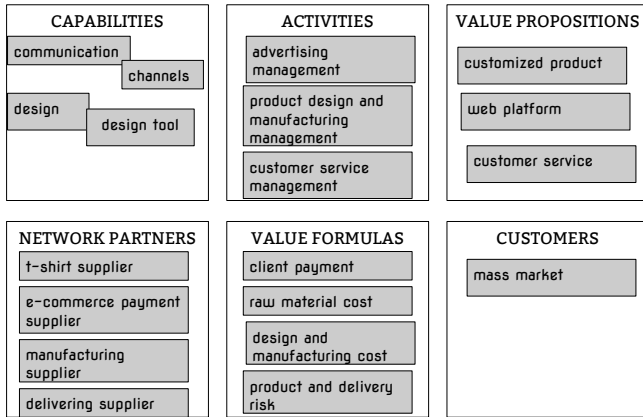 CAPABILITIES
communication
channels
design
design tool
ACTIVITIES
advertising
management
product design and
manufacturing
management
customer service
management
VALUE PROPOSITIONS
customized product
web platform
customer service
NETWORK PARTNERS
t-shirt supplier
e-commerce payment
supplier
manufacturing
supplier
delivering supplier
VALUE FORMULAS
client payment
raw material cost
design and
manufacturing cost
product and delivery
risk
CUSTOMERS
mass market